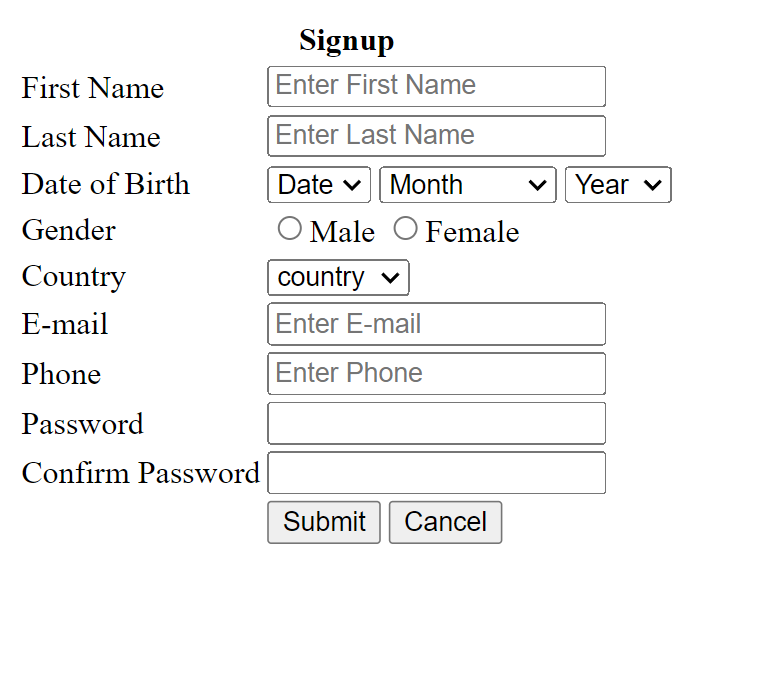 Signup
First Name Enter First Name
Last Name Enter Last Name
Date of Birth Date Month Year
Gender Male Female
Country country
E-mail Enter E-mail
Phone Enter Phone
Password
Confirm Password
Submit Cancel